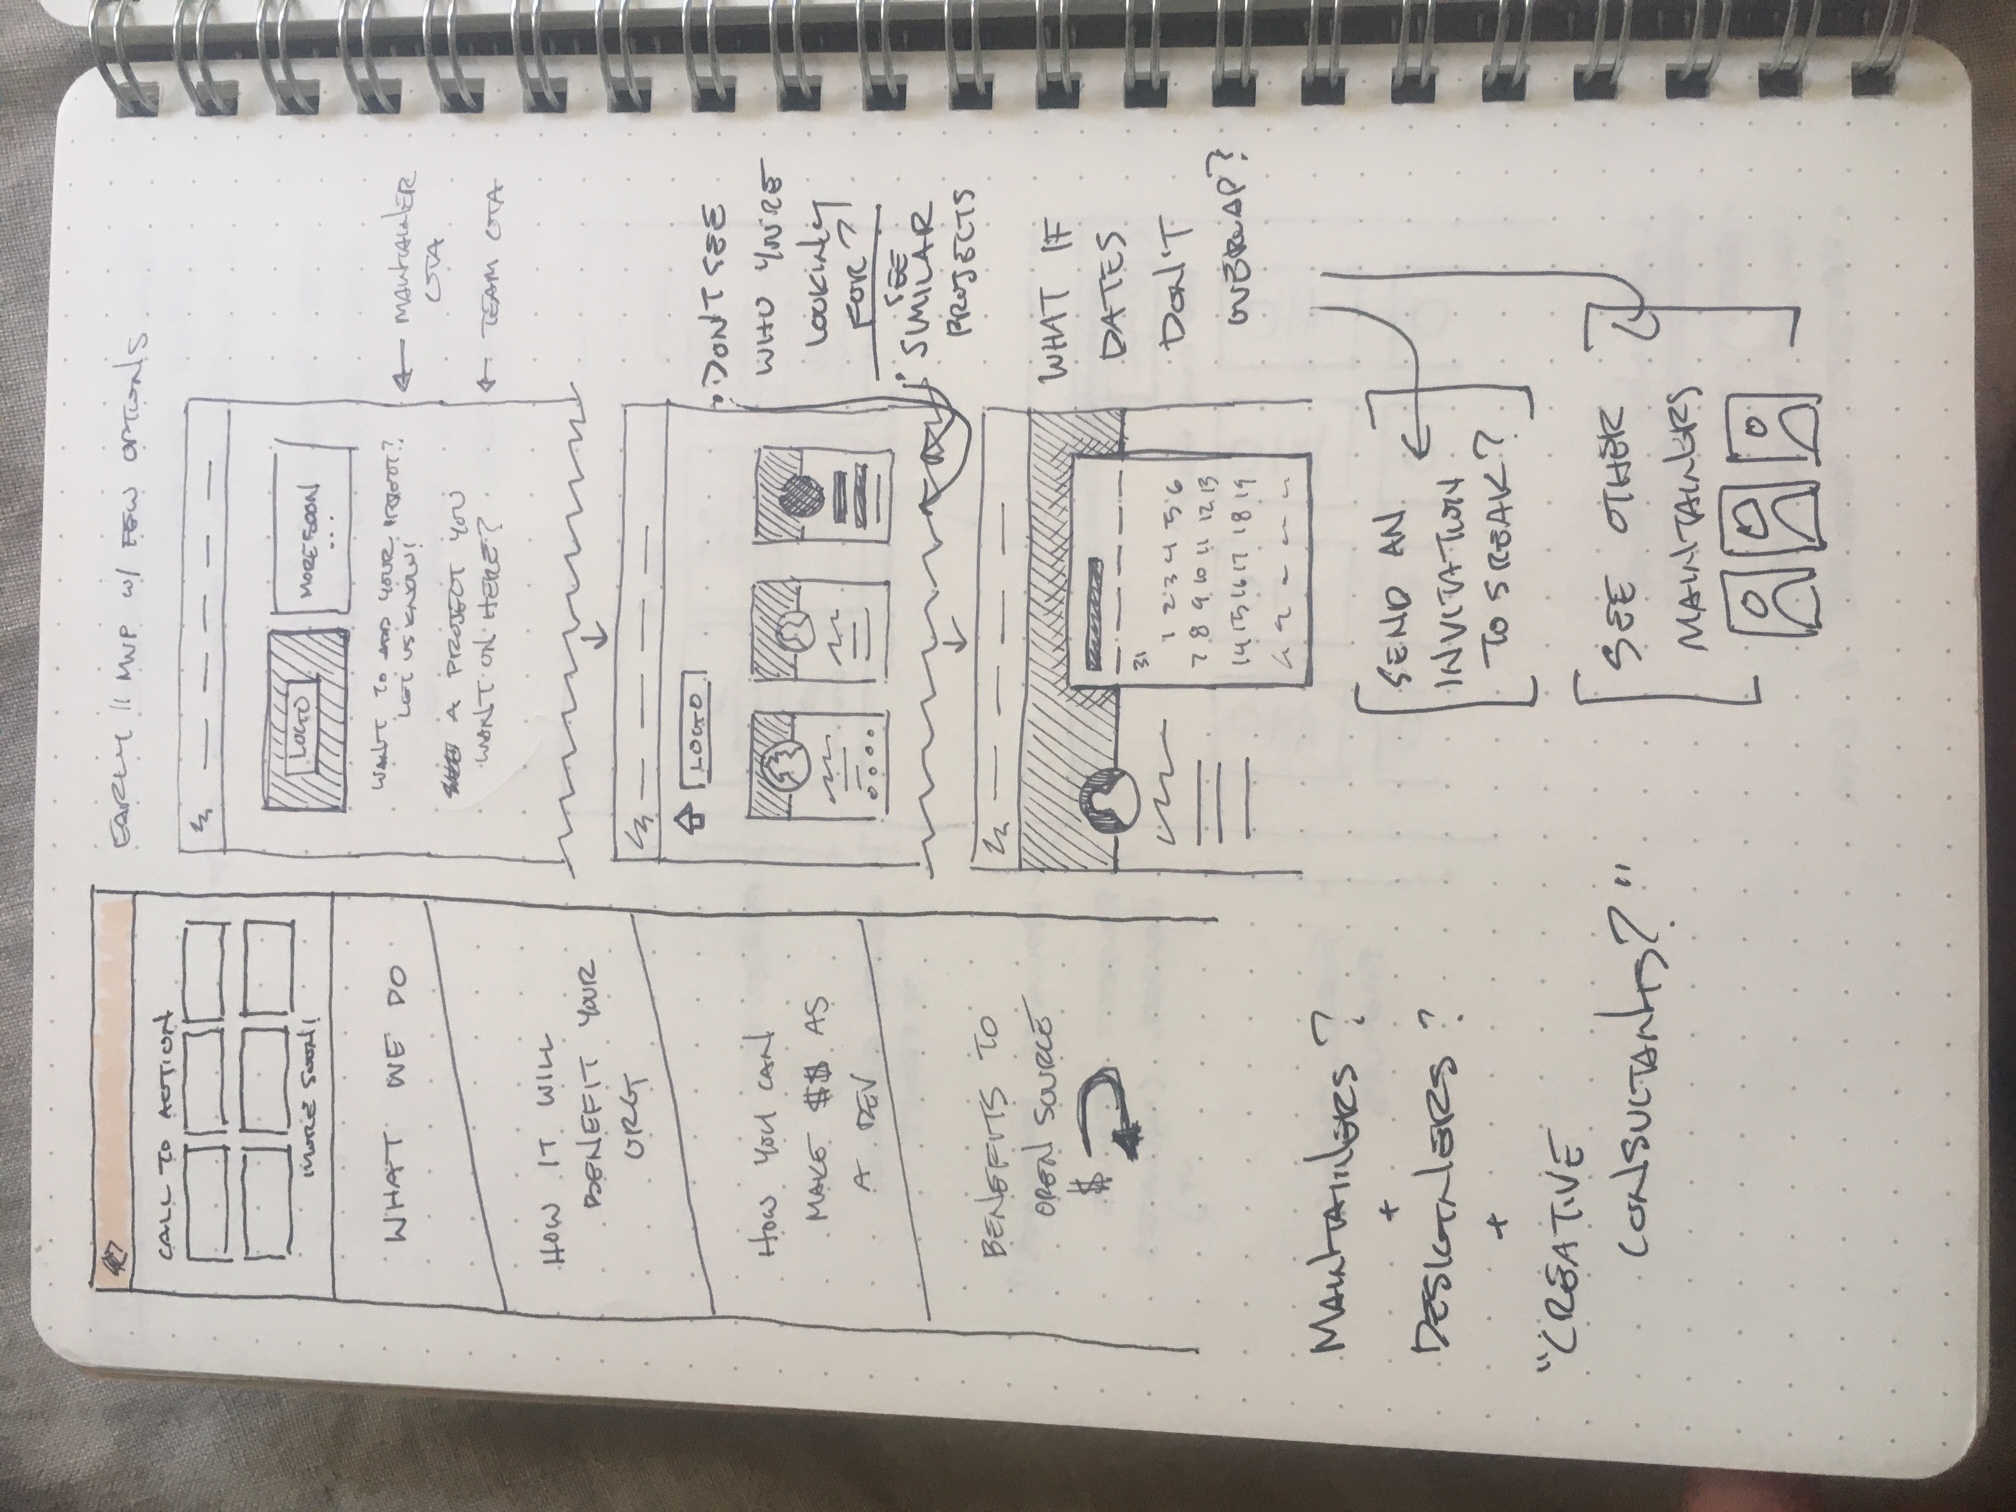 CALL TO ACTION
MORE SOON!
WHAT WE DO
HOW IT WILL
BENEFIT YOUR
ORG
HOW YOU CAN
MAKE $$ AS
A DEV
BENEFITS TO
OPEN SOURCE
$
MAINTAINERS?
+
DESIGNERS?
+
"CREATIVE
CONSULTANTS?"
EARLY || MVP W/ FEW OPTIONS
LOGO
MORE SOON
...
WANT TO ADD YOUR PROJECT?
LET US KNOW!
A PROJECT YOU
WANT ON HERE?
MAINTAINER
CTA
TEAM CTA
LOGO
DON'T SEE
WHO YOU'RE
LOOKING
FOR?
SEE
SIMILAR
PROJECTS
31
1 2 3 4 5 6
7 8 9 10 11 12 13
14 15 16 17 18 19
WHAT IF
DATES
DON'T
OVERLAP?
SEND AN
INVITATION
TO SPEAK?
SEE OTHER
MAINTAINERS